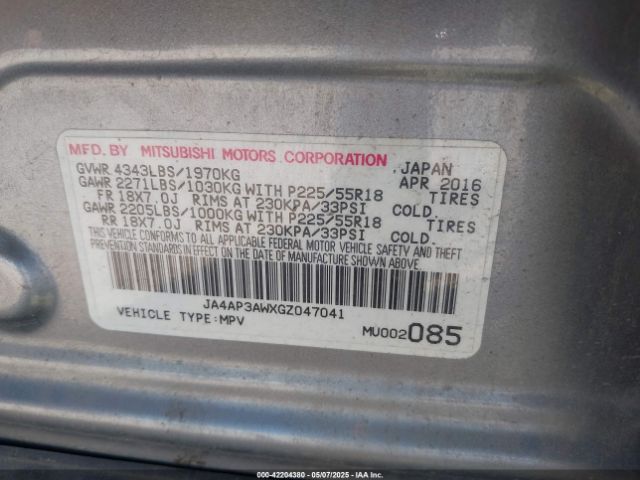 MFD. BY MITSUBISHI MOTORS CORPORATION JAPAN
GVWR 4343LBS/1970KG APR 2016
GAWR 2271LBS/1030KG WITH P225/55R18 TIRES
FR 18X7.0J RIMS AT 230KPA/33PSI COLD.
GAWR 2205LBS/1000KG WITH P225/55R18 TIRES
RR 18X7.0J RIMS AT 230KPA/33PSI COLD.
THIS VEHICLE CONFORMS TO ALL APPLICABLE FEDERAL MOTOR VEHICLE SAFETY AND THEFT
PREVENTION STANDARDS IN EFFECT ON THE DATE OF MANUFACTURE SHOWN ABOVE.
JA4AP3AWXGZ047041
VEHICLE TYPE:MPV MU002085
000-42204380 - 05/07/2025 - IAAI.COM